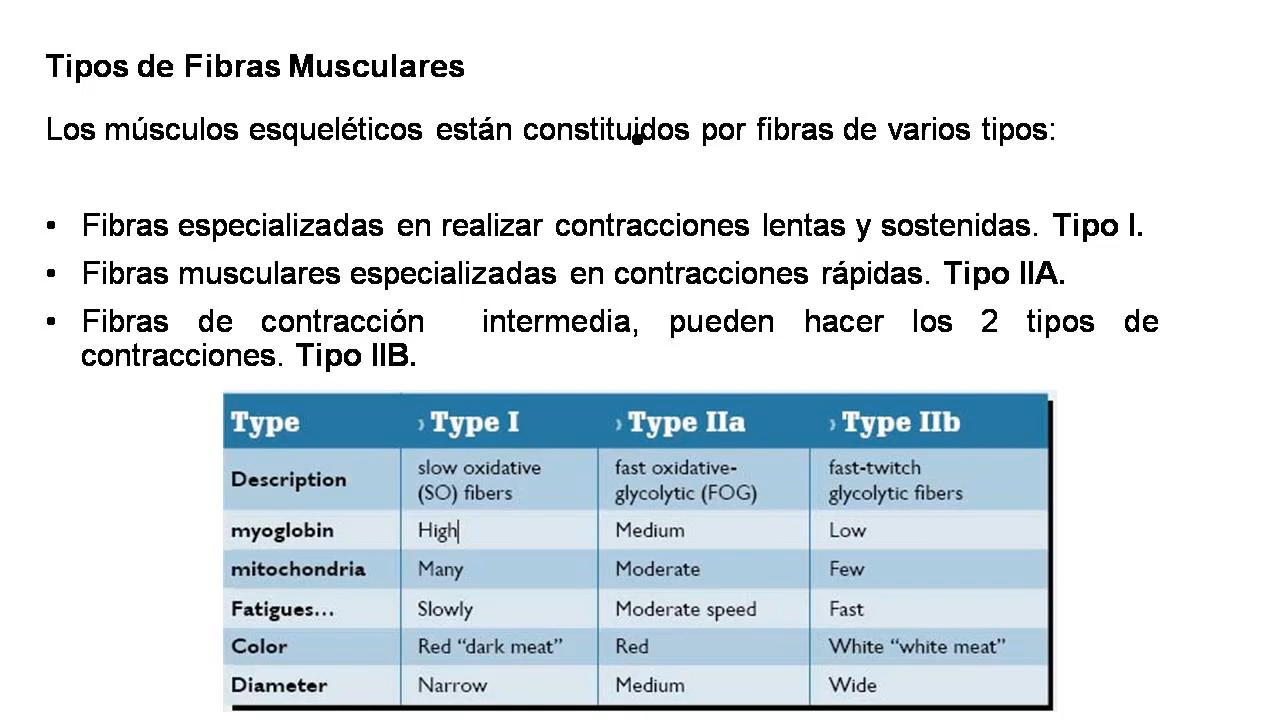 Tipos de Fibras Musculares
Los músculos esqueléticos están constituidos por fibras de varios tipos:
• Fibras especializadas en realizar contracciones lentas y sostenidas. Tipo I.
• Fibras musculares especializadas en contracciones rápidas. Tipo IIA.
• Fibras de contracción intermedia, pueden hacer los 2 tipos de
contracciones. Tipo IIB.
Type › Type I › Type IIa › Type IIb
Description slow oxidative (SO) fibers fast oxidative-glycolytic (FOG) fast-twitch glycolytic fibers
myoglobin High Medium Low
mitochondria Many Moderate Few
Fatigues... Slowly Moderate speed Fast
Color Red “dark meat” Red White “white meat”
Diameter Narrow Medium Wide